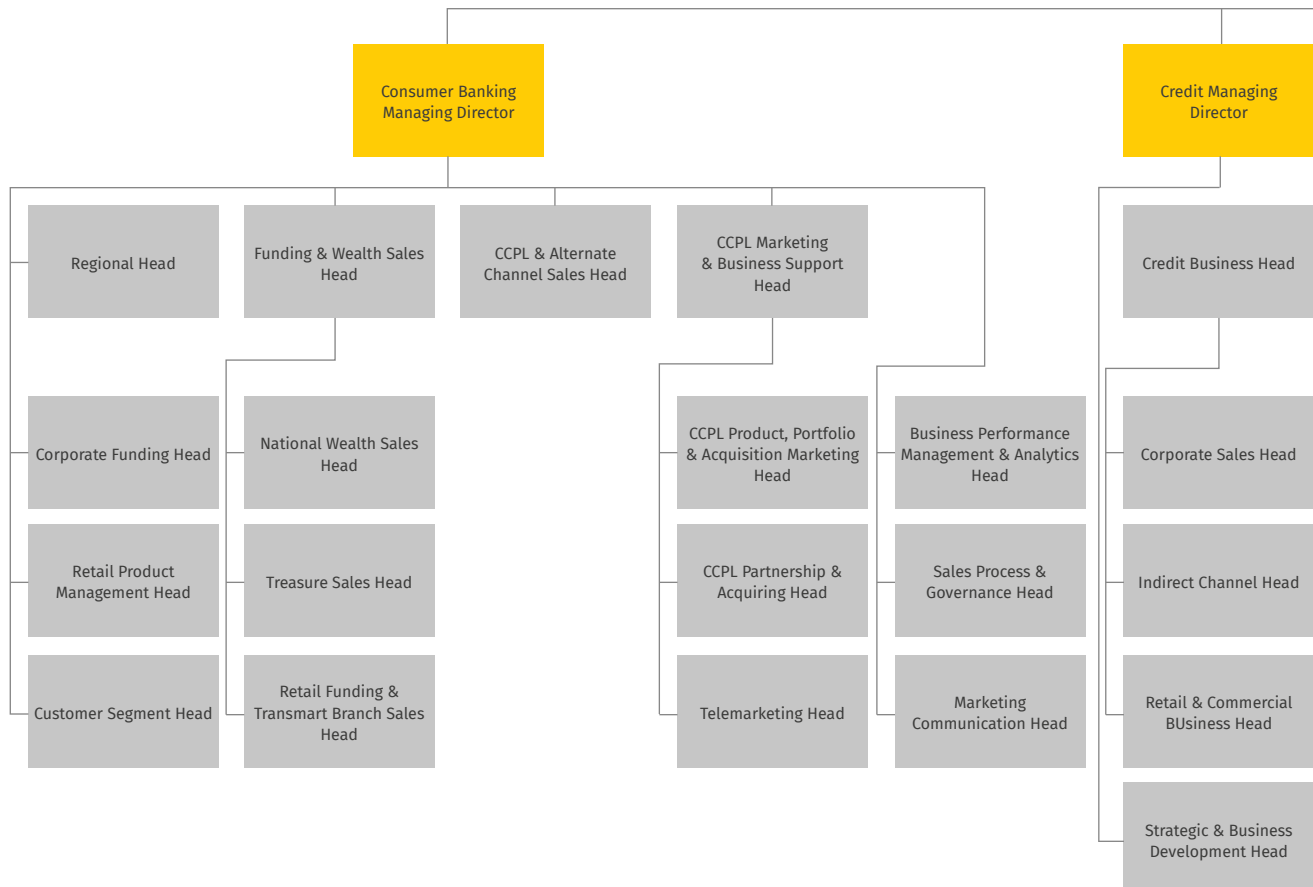 Consumer Banking
Managing Director
Credit Managing
Director
Regional Head
Funding & Wealth Sales
Head
CCPL & Alternate
Channel Sales Head
CCPL Marketing
& Business Support
Head
Credit Business Head
Corporate Funding Head
National Wealth Sales
Head
CCPL Product, Portfolio
& Acquisition Marketing
Head
Business Performance
Management & Analytics
Head
Corporate Sales Head
Retail Product
Management Head
Treasure Sales Head
CCPL Partnership &
Acquiring Head
Sales Process &
Governance Head
Indirect Channel Head
Customer Segment Head
Retail Funding &
Transmart Branch Sales
Head
Telemarketing Head
Marketing
Communication Head
Retail & Commercial
BUsiness Head
Strategic & Business
Development Head